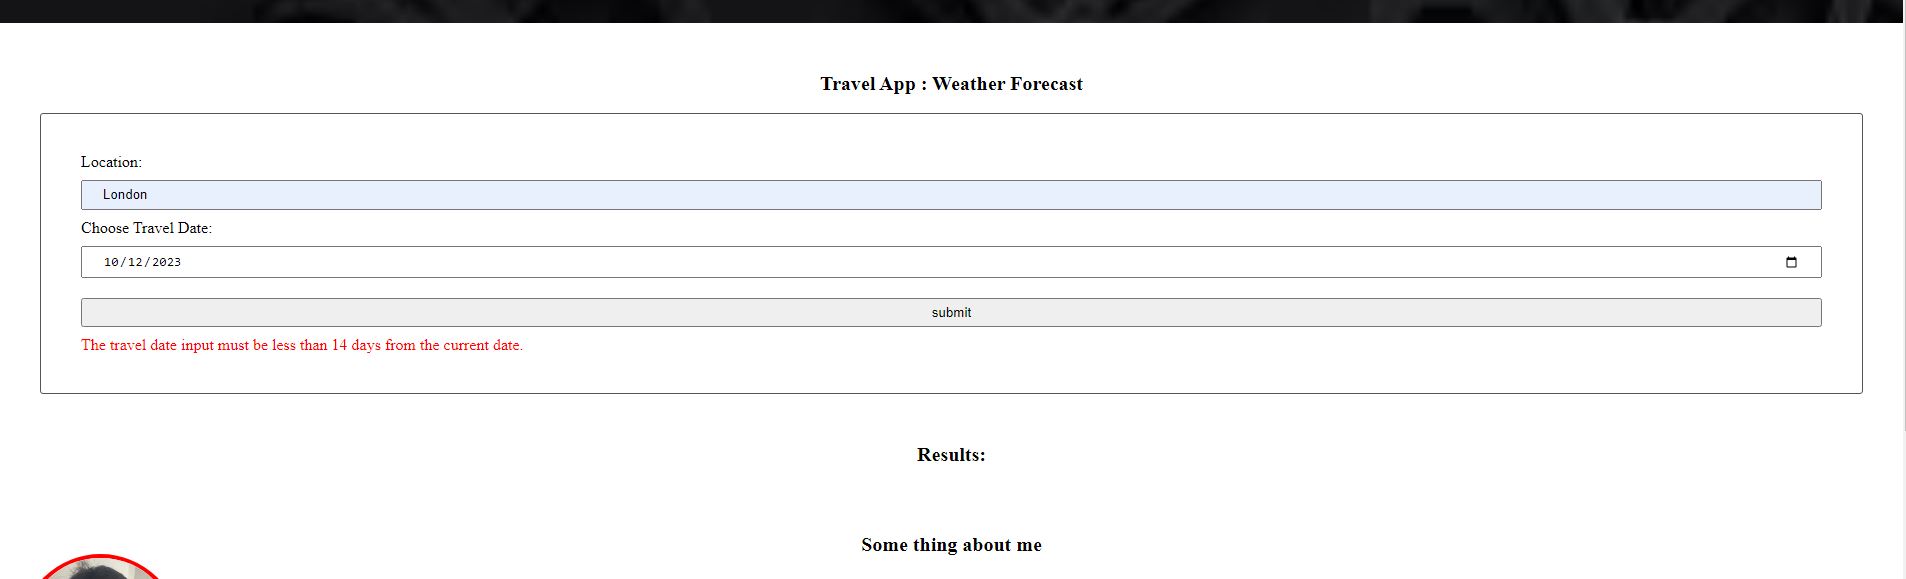 Travel App : Weather Forecast
Location:
London
Choose Travel Date:
10/12/2023
submit
The travel date input must be less than 14 days from the current date.
Results:
Some thing about me